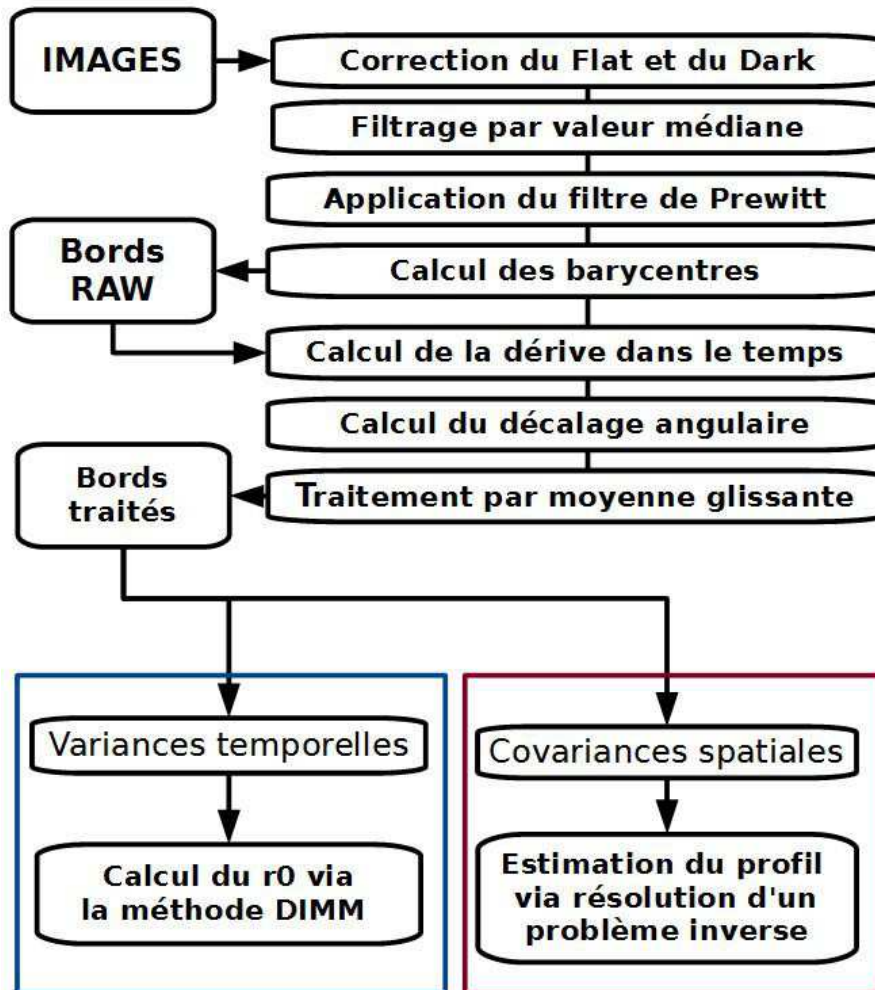 IMAGES
Correction du Flat et du Dark
Filtrage par valeur médiane
Application du filtre de Prewitt
Bords
RAW
Calcul des barycentres
Calcul de la dérive dans le temps
Calcul du décalage angulaire
Bords
traités
Traitement par moyenne glissante
Variances temporelles
Calcul du r0 via
la méthode DIMM
Covariances spatiales
Estimation du profil
via résolution d'un
problème inverse